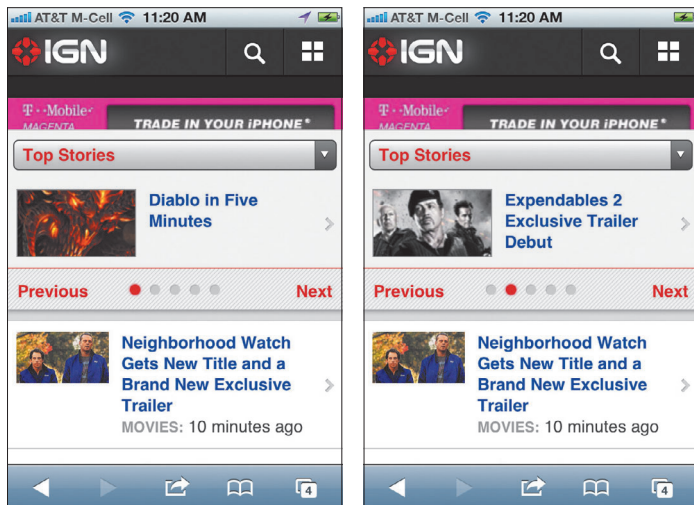 AT&T M-Cell 11:20 AM
IGN
T··Mobile·
MAGENTA TRADE IN YOUR iPHONE*
Top Stories
Diablo in Five
Minutes
Previous Next
Neighborhood Watch
Gets New Title and a
Brand New Exclusive
Trailer
MOVIES: 10 minutes ago
4
AT&T M-Cell 11:20 AM
IGN
T··Mobile·
MAGENTA TRADE IN YOUR iPHONE*
Top Stories
Expendables 2
Exclusive Trailer
Debut
Previous Next
Neighborhood Watch
Gets New Title and a
Brand New Exclusive
Trailer
MOVIES: 10 minutes ago
4